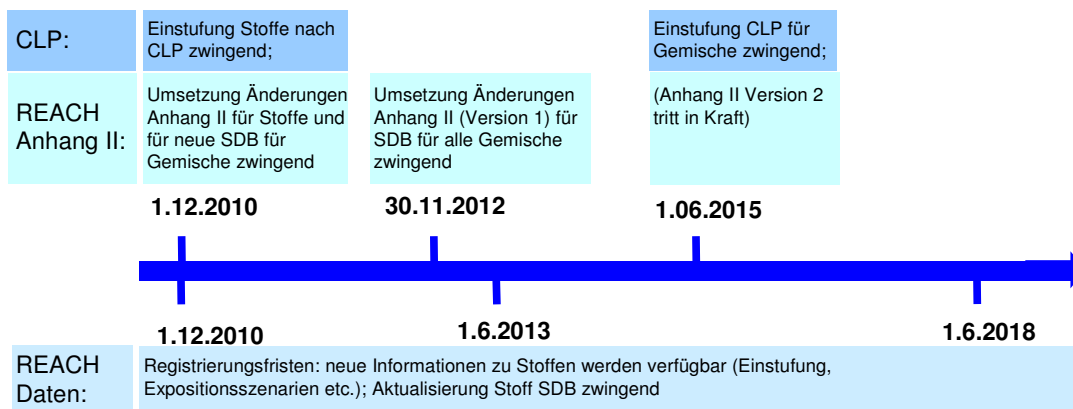 CLP:
Einstufung Stoffe nach
CLP zwingend;
Einstufung CLP für
Gemische zwingend;
REACH
Anhang II:
Umsetzung Änderungen
Anhang II für Stoffe und
für neue SDB für
Gemische zwingend
Umsetzung Änderungen
Anhang II (Version 1) für
SDB für alle Gemische
zwingend
(Anhang II Version 2
tritt in Kraft)
1.12.2010
30.11.2012
1.06.2015
1.12.2010
1.6.2013
1.6.2018
REACH
Daten:
Registrierungsfristen: neue Informationen zu Stoffen werden verfügbar (Einstufung,
Expositionsszenarien etc.); Aktualisierung Stoff SDB zwingend